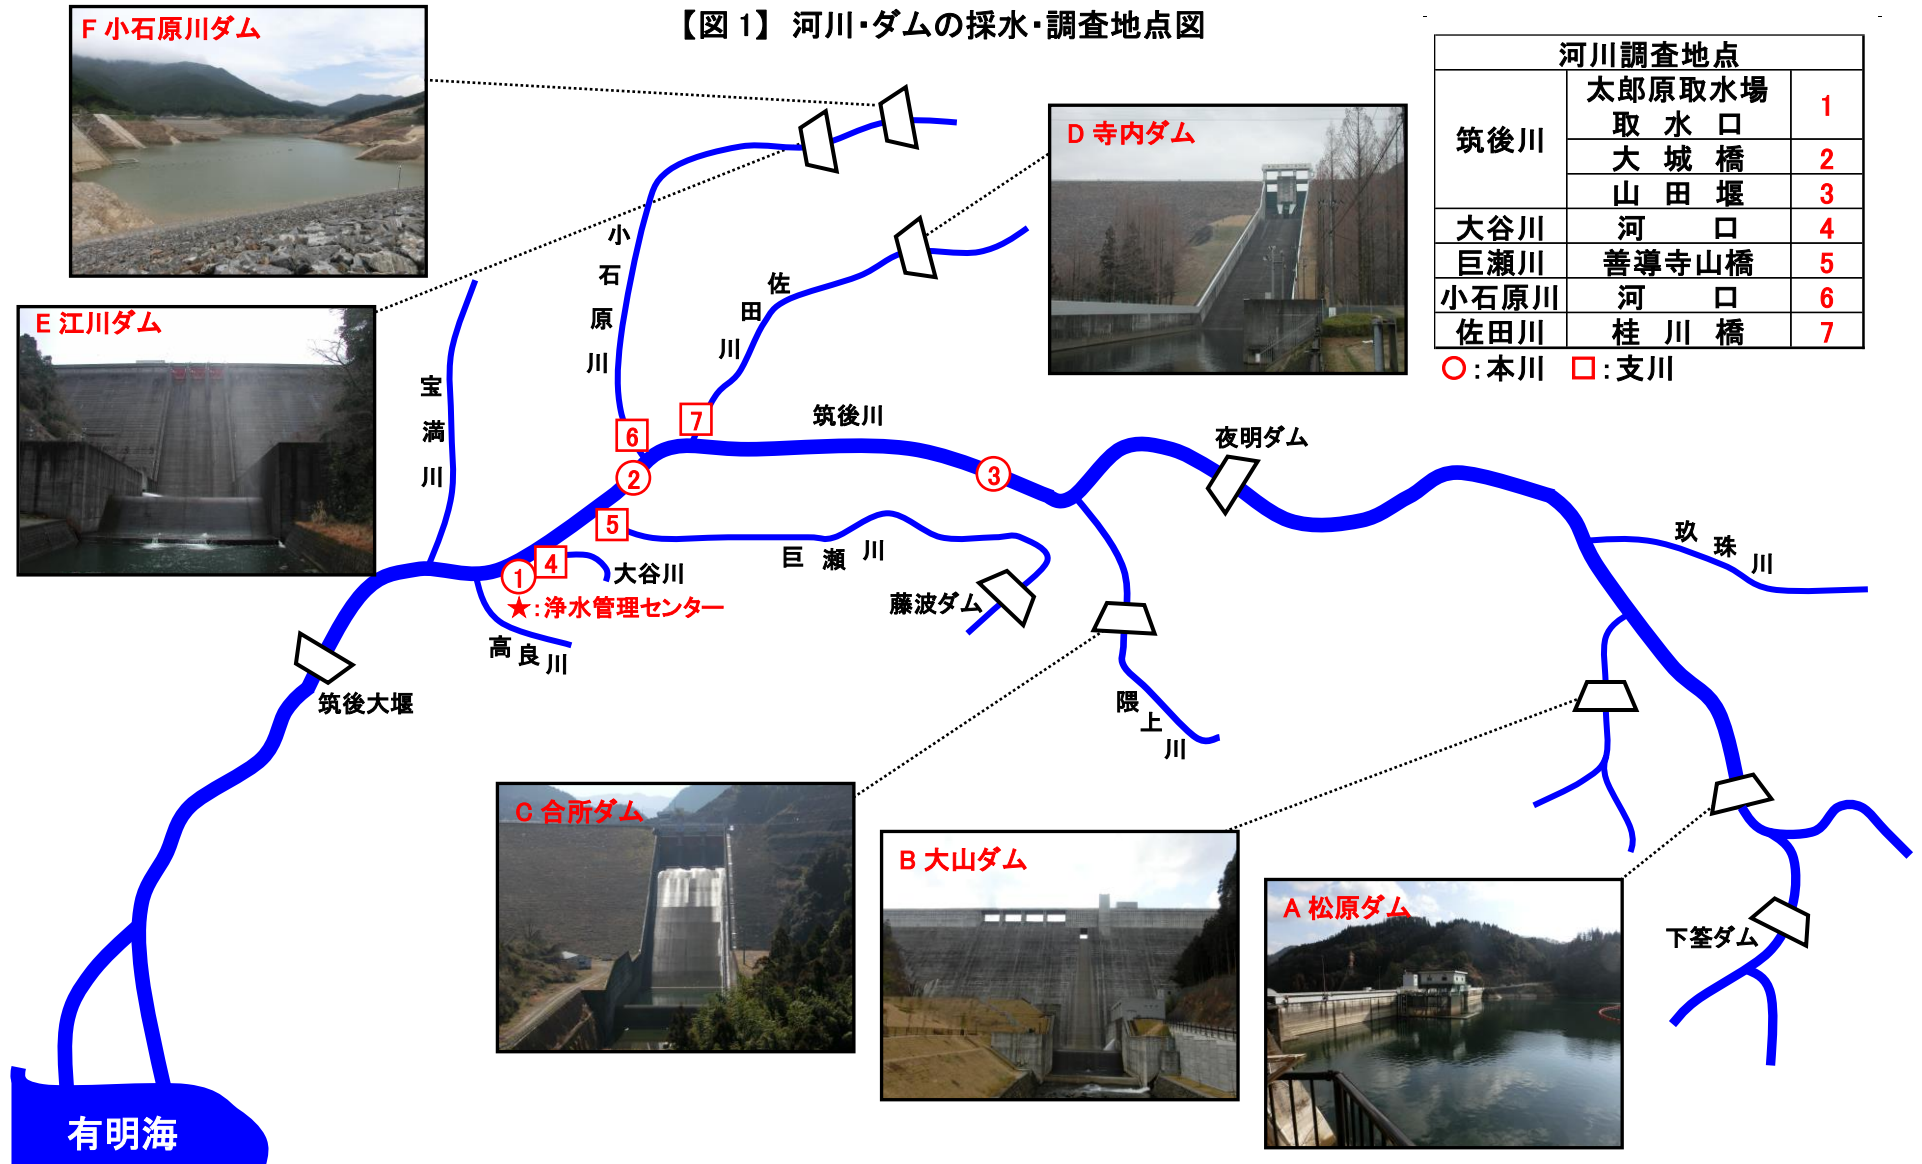 【図1】 河川・ダムの採水・調査地点図
F 小石原川ダム
D 寺内ダム
E 江川ダム
河川調査地点
筑後川
太郎原取水場
取水口
1
大城橋
2
山田堰
3
大谷川
河口
4
巨瀬川
善導寺山橋
5
小石原川
河口
6
佐田川
桂川橋
7
○:本川 □:支川
小石原川
佐田川
宝満川
筑後川
夜明ダム
6
7
2
3
5
4
1
巨瀬川
大谷川
★:浄水管理センター
高良川
藤波ダム
玖珠川
筑後大堰
隈上川
C 合所ダム
B 大山ダム
A 松原ダム
下筌ダム
有明海